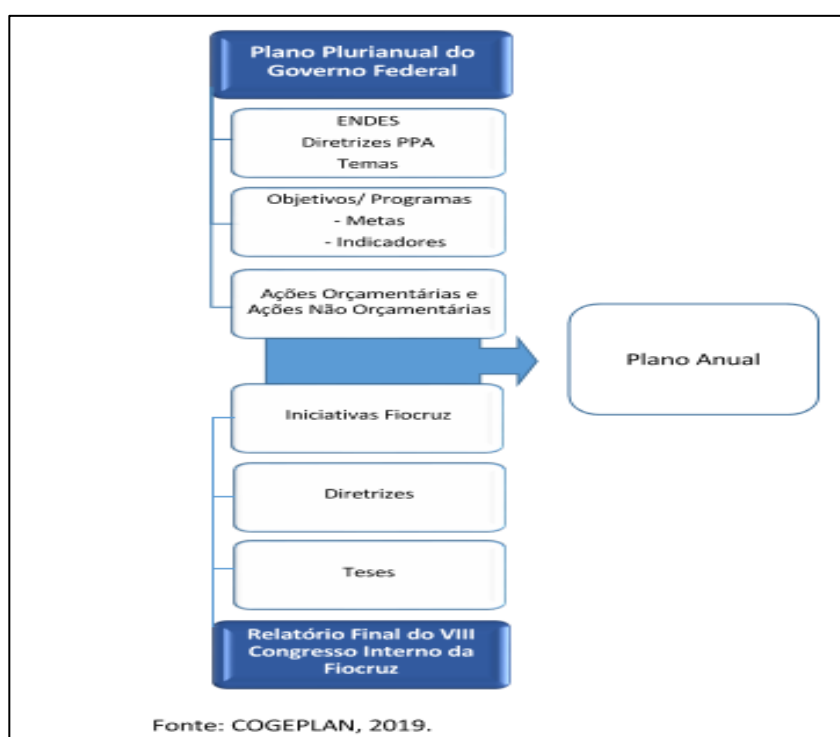 Plano Plurianual do
Governo Federal
ENDES
Diretrizes PPA
Temas
Objetivos/ Programas
- Metas
- Indicadores
Ações Orçamentárias e
Ações Não Orçamentárias
Plano Anual
Iniciativas Fiocruz
Diretrizes
Teses
Relatório Final do VIII
Congresso Interno da
Fiocruz
Fonte: COGEPLAN, 2019.